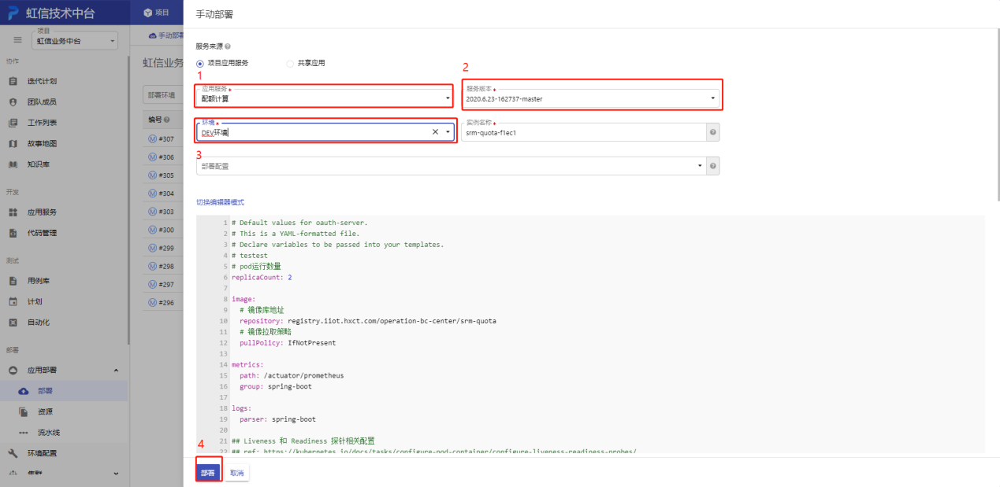 虹信技术中台
项目
手动部署
项目
虹信业务中台
手动部署
服务来源
协作
项目应用服务
共享应用
虹信业务
1
2
迭代计划
应用服务
服务版本
部署环境
配额计算
2020.6.23-162737-master
团队成员
工作列表
编号
环境
实例名称
DEV环境
srm-quota-f1ec1
故事地图
#307
3
知识库
#306
部署配置
#305
开发
#304
切换编辑器模式
应用服务
#303
代码管理
#300
#299
测试
#298
用例库
#297
计划
#296
自动化
部署
应用部署
部署
资源
流水线
环境配置
集群
1 # Default values for oauth-server.
2 # This is a YAML-formatted file.
3 # Declare variables to be passed into your templates.
4 # testest
5 # pod运行数量
6 replicaCount: 2
7
8 image:
9 # 镜像库地址
10 repository: registry.iiot.hxct.com/operation-bc-center/srm-quota
11 # 镜像拉取策略
12 pullPolicy: IfNotPresent
13
14 metrics:
15 path: /actuator/prometheus
16 group: spring-boot
17
18 logs:
19 parser: spring-boot
20
21 ## Liveness 和 Readiness 探针相关配置
22 ## ref: https://kubernetes.io/docs/tasks/configure-pod-container/configure-liveness-readiness-probes/
4
部署
取消